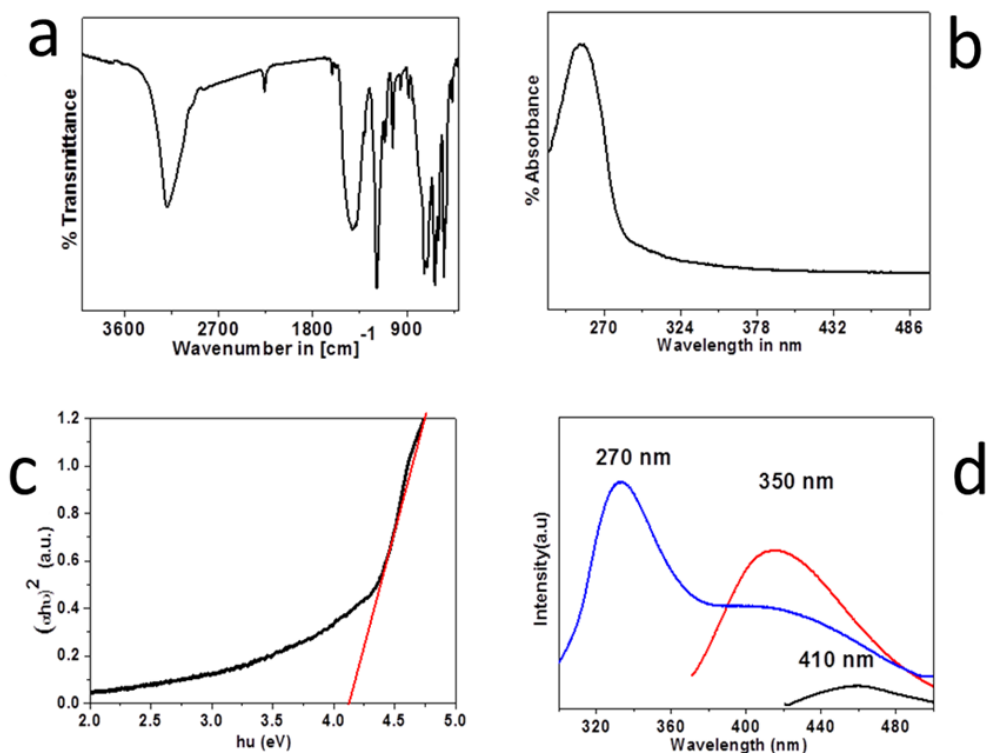 a
% Transmittance
3600 2700 1800 900
Wavenumber in [cm]-1
b
% Absorbance
270 324 378 432 486
Wavelength in nm
c
(αhυ)2 (a.u.)
1.2
1.0
0.8
0.6
0.4
0.2
0.0
2.0 2.5 3.0 3.5 4.0 4.5 5.0
hυ (eV)
d
270 nm
350 nm
410 nm
Intensity(a.u)
320 360 400 440 480
Wavelength (nm)